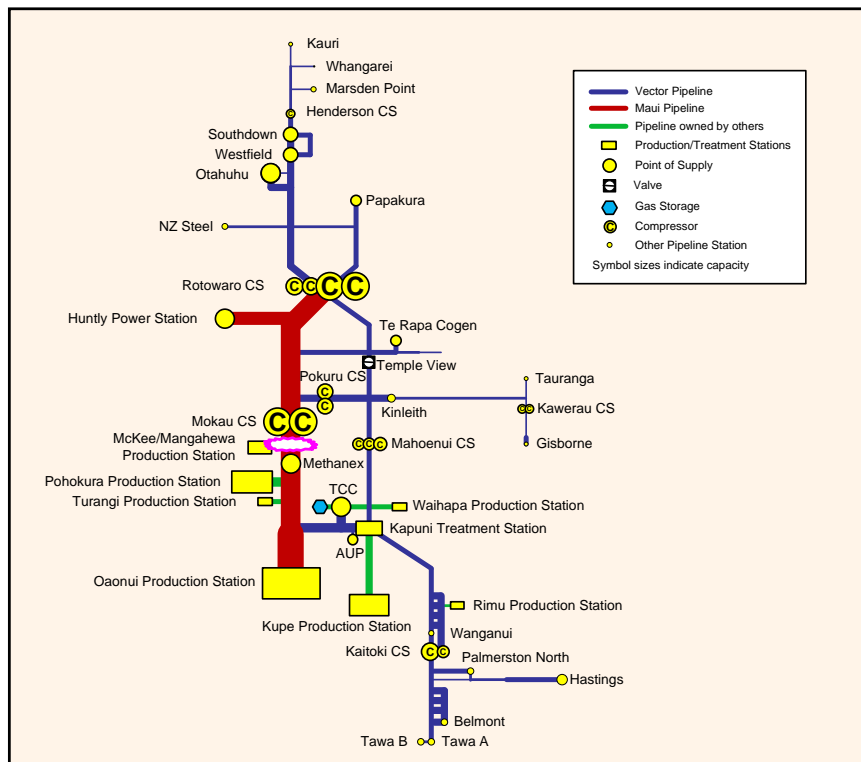 Kauri
Whangarei
Marsden Point
Henderson CS
C
Southdown
Westfield
Otahuhu
Papakura
NZ Steel
Rotowaro CS
C C C C
Huntly Power Station
Te Rapa Cogen
Temple View
Pokuru CS
C
C
Tauranga
Kinleith
C C
Kawerau CS
Mokau CS
C C
McKee/Mangahewa
Production Station
C C C
Mahoenui CS
Gisborne
Methanex
Pohokura Production Station
TCC
Turangi Production Station
Waihapa Production Station
Kapuni Treatment Station
AUP
Oaonui Production Station
Kupe Production Station
Rimu Production Station
Wanganui
Kaitoki CS
C C
Palmerston North
Hastings
Belmont
Tawa B
Tawa A
Vector Pipeline
Maui Pipeline
Pipeline owned by others
Production/Treatment Stations
Point of Supply
Valve
Gas Storage
C
Compressor
Other Pipeline Station
Symbol sizes indicate capacity